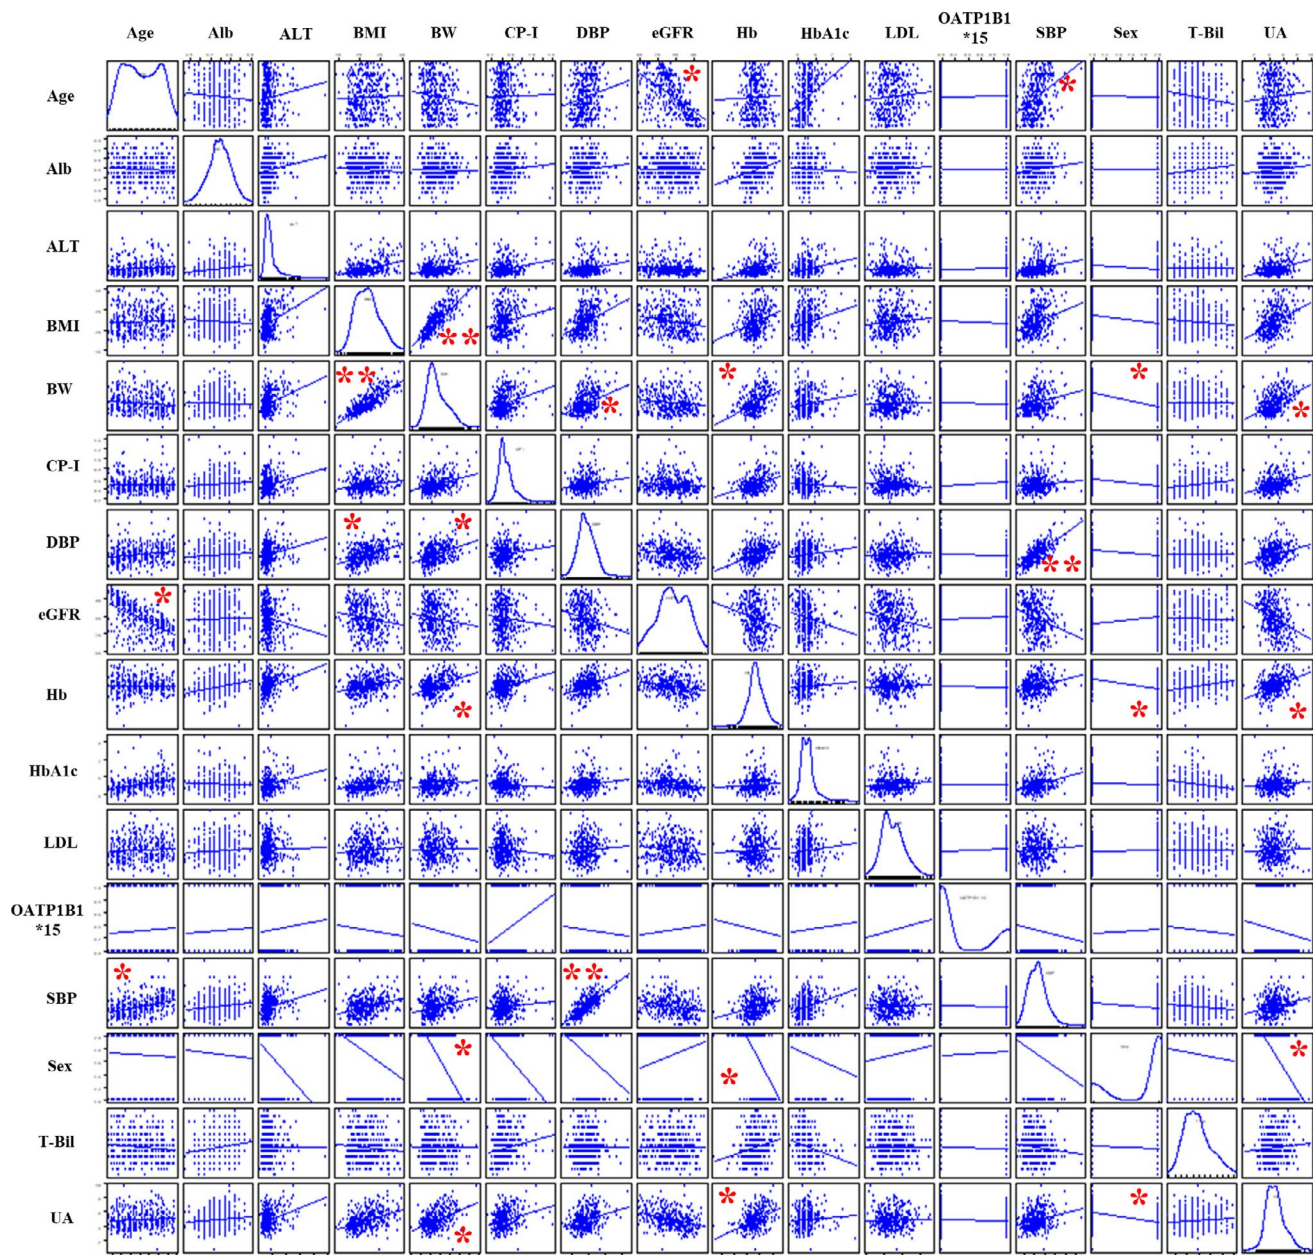 Age Alb ALT BMI BW CP-I DBP eGFR Hb HbA1c LDL OATP1B1 *15 SBP Sex T-Bil UA
Age
Alb
ALT
BMI
BW
CP-I
DBP
eGFR
Hb
HbA1c
LDL
OATP1B1
*15
SBP
Sex
T-Bil
UA